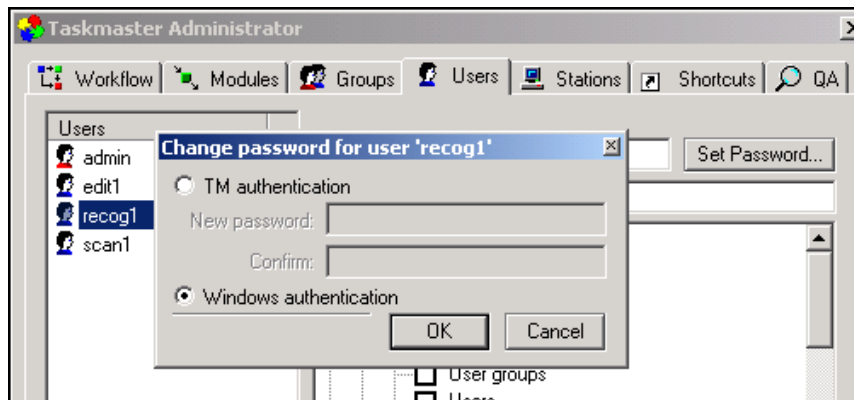 Taskmaster Administrator
Workflow Modules Groups Users Stations Shortcuts QA
Users
admin
edit1
recog1
scan1
Change password for user 'recog1'
TM authentication
New password:
Confirm:
Windows authentication
OK Cancel
Set Password...
User groups
Users